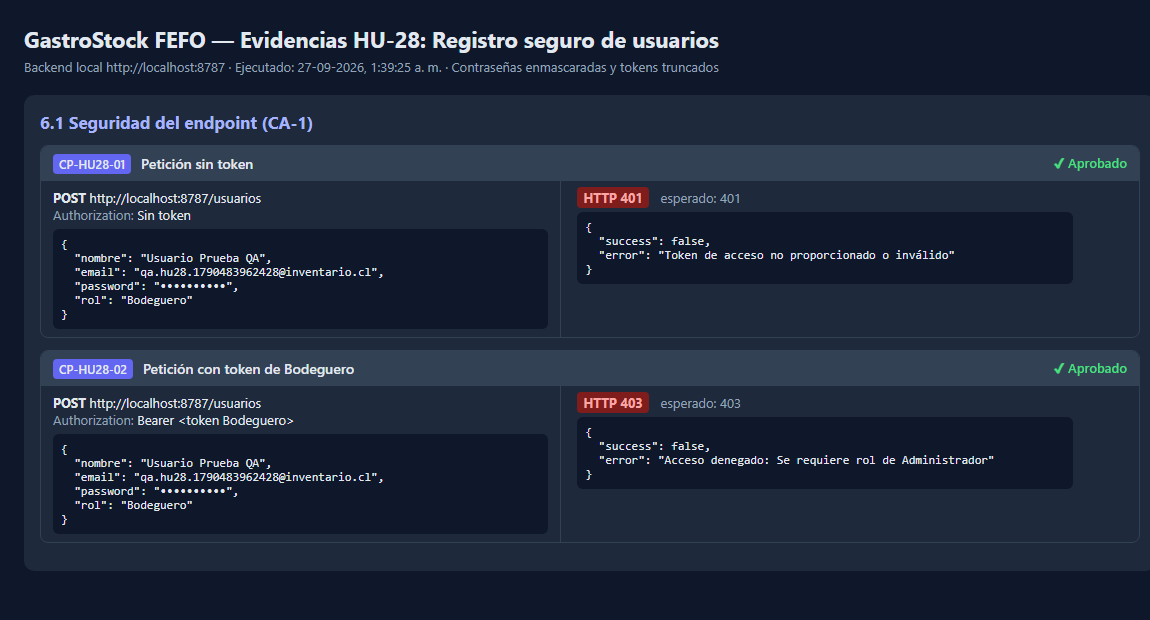 GastroStock FEFO — Evidencias HU-28: Registro seguro de usuarios
Backend local http://localhost:8787 · Ejecutado: 27-09-2026, 1:39:25 a. m. · Contraseñas enmascaradas y tokens truncados
6.1 Seguridad del endpoint (CA-1)
CP-HU28-01 Petición sin token ✓ Aprobado
POST http://localhost:8787/usuarios
Authorization: Sin token
{
  "nombre": "Usuario Prueba QA",
  "email": "qa.hu28.1790483962428@inventario.cl",
  "password": "••••••••••",
  "rol": "Bodeguero"
}
HTTP 401 esperado: 401
{
  "success": false,
  "error": "Token de acceso no proporcionado o inválido"
}
CP-HU28-02 Petición con token de Bodeguero ✓ Aprobado
POST http://localhost:8787/usuarios
Authorization: Bearer <token Bodeguero>
{
  "nombre": "Usuario Prueba QA",
  "email": "qa.hu28.1790483962428@inventario.cl",
  "password": "••••••••••",
  "rol": "Bodeguero"
}
HTTP 403 esperado: 403
{
  "success": false,
  "error": "Acceso denegado: Se requiere rol de Administrador"
}